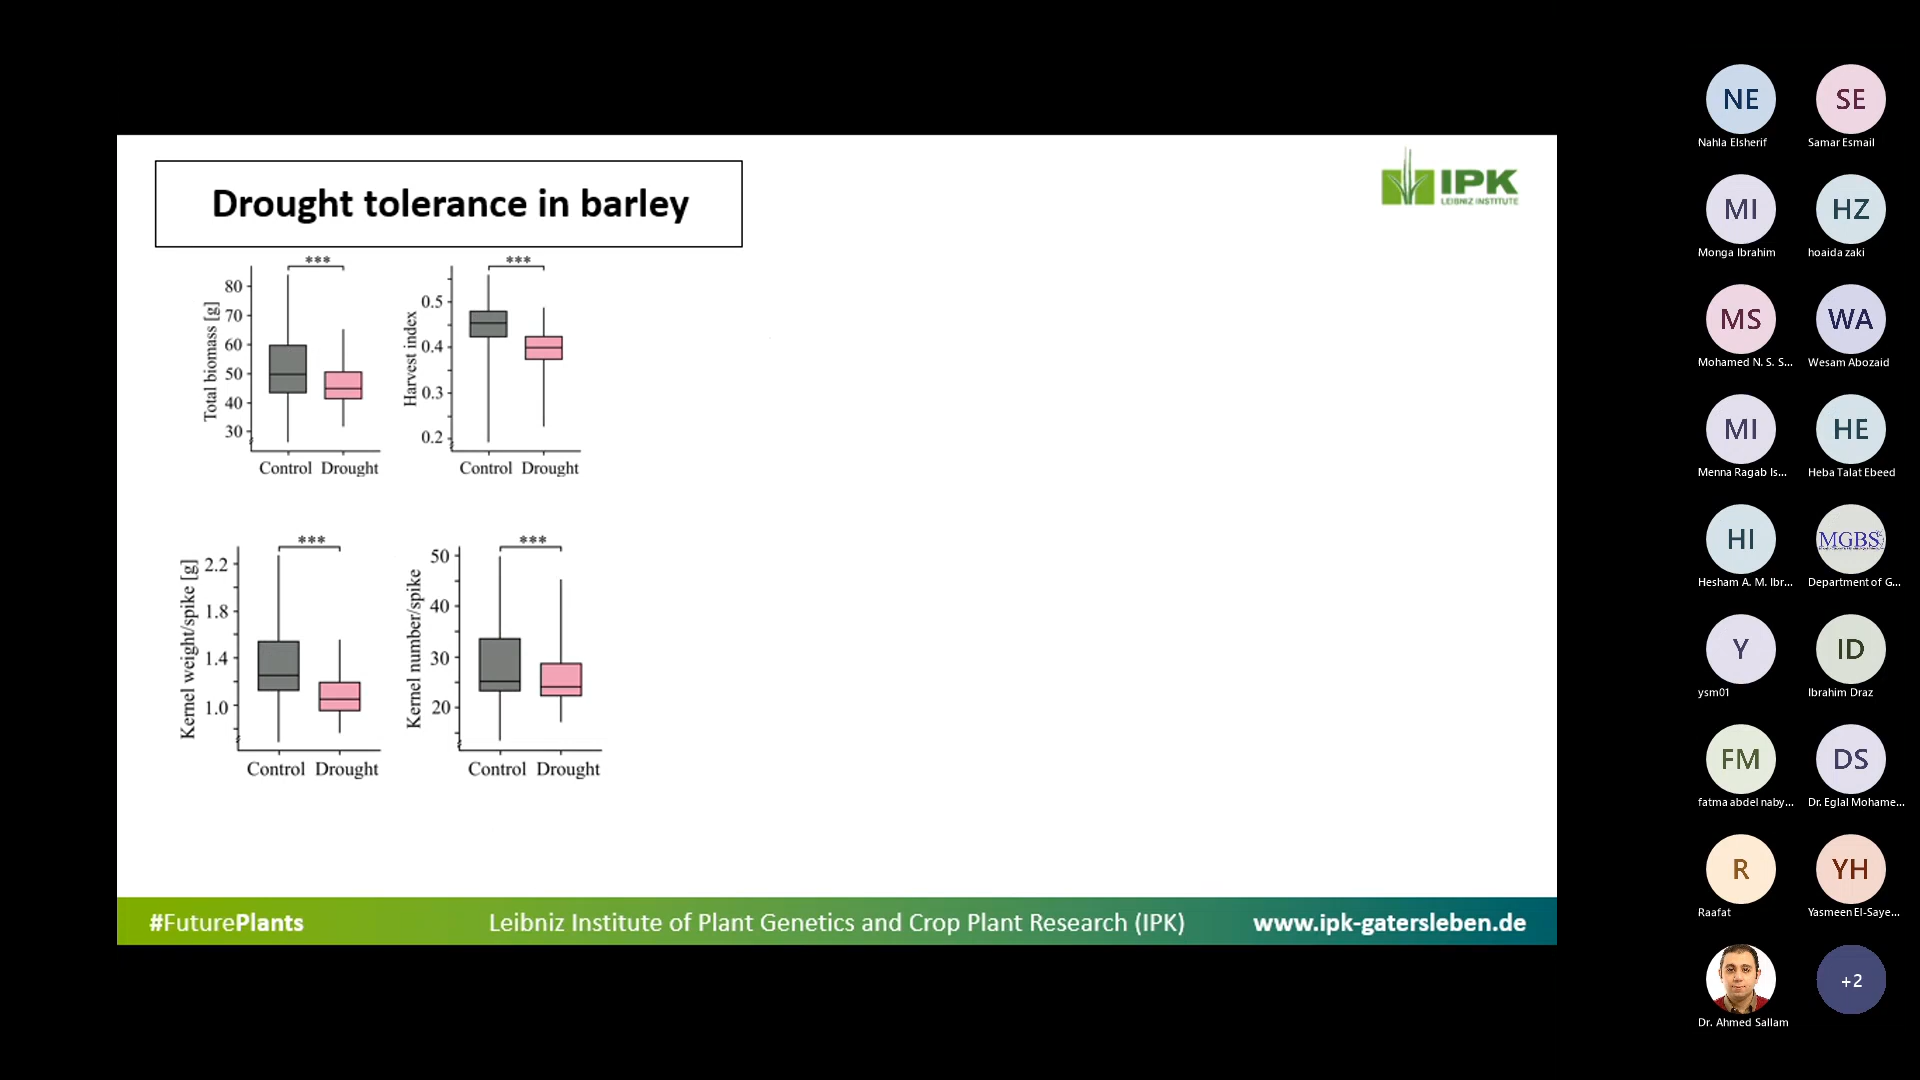 Drought tolerance in barley
IPK
LEIBNIZ INSTITUTE
***
Total biomass [g]
80
70
60
50
40
30
Control Drought
***
Harvest index
0.5
0.4
0.3
0.2
Control Drought
***
Kernel weight/spike [g]
2.2
1.8
1.4
1.0
Control Drought
***
Kernel number/spike
50
40
30
20
Control Drought
#FuturePlants
Leibniz Institute of Plant Genetics and Crop Plant Research (IPK)
www.ipk-gatersleben.de
NE
Nahla Elsherif
SE
Samar Esmail
MI
Monga Ibrahim
HZ
hoaida zaki
MS
Mohamed N. S. S...
WA
Wesam Abozaid
MI
Menna Ragab Is...
HE
Heba Talat Ebeed
HI
Hesham A. M. Ibr...
MGBS
Department of G...
Y
ysm01
ID
Ibrahim Draz
FM
fatma abdel naby...
DS
Dr. Eglal Mohame...
R
Raafat
YH
Yasmeen El-Saye...
Dr. Ahmed Sallam
+2